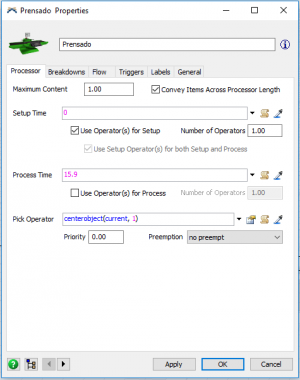 Prensado Properties
Prensado
Processor Breakdowns Flow Triggers Labels General
Maximum Content 1.00 Convey Items Across Processor Length
Setup Time
0
Use Operator(s) for Setup Number of Operators 1.00
Use Setup Operator(s) for both Setup and Process
Process Time
15.9
Use Operator(s) for Process Number of Operators 1.00
Pick Operator centerobject(current, 1)
Priority 0.00 Preemption no preempt
Apply OK Cancel